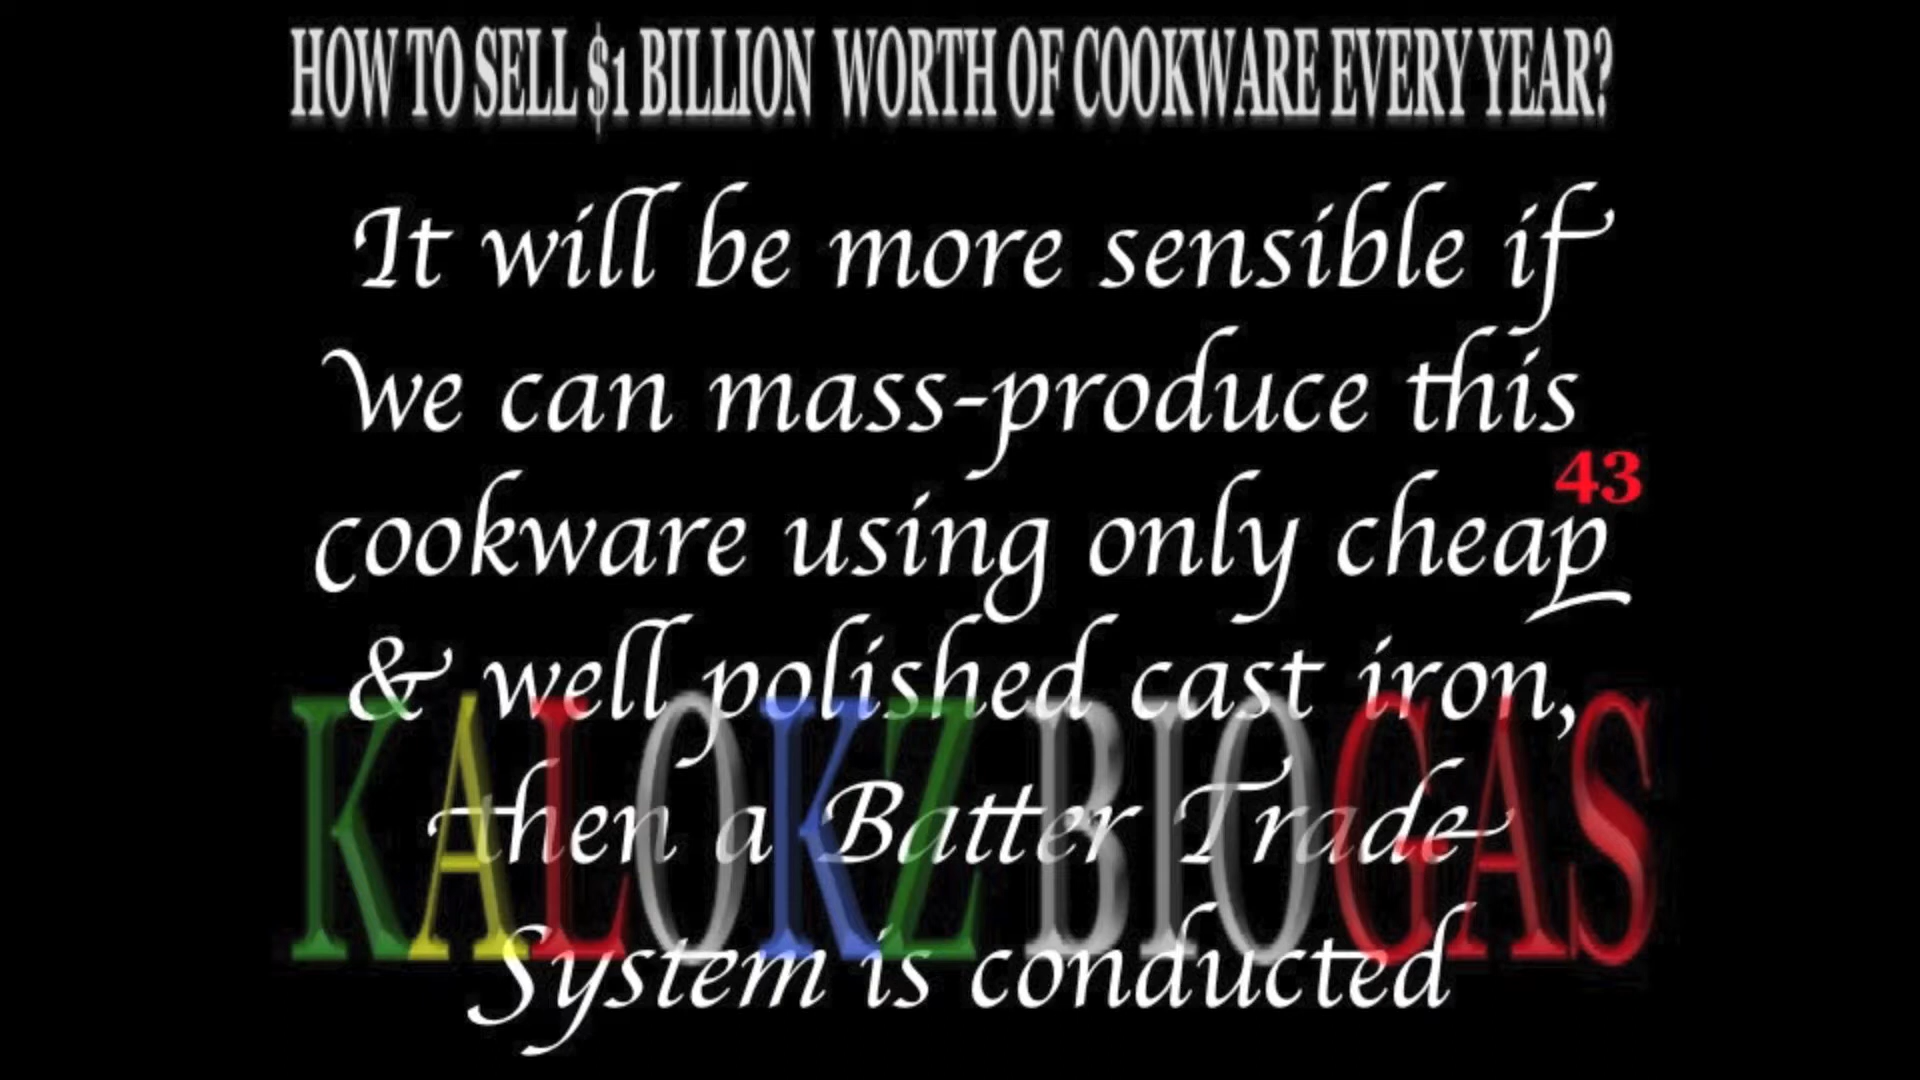 HOW TO SELL $1 BILLION WORTH OF COOKWARE EVERY YEAR?
It will be more sensible if
We can mass-produce this
43
cookware using only cheap
& well polished cast iron,
then a Batter Trade
System is conducted
KALOKZ BIOGAS